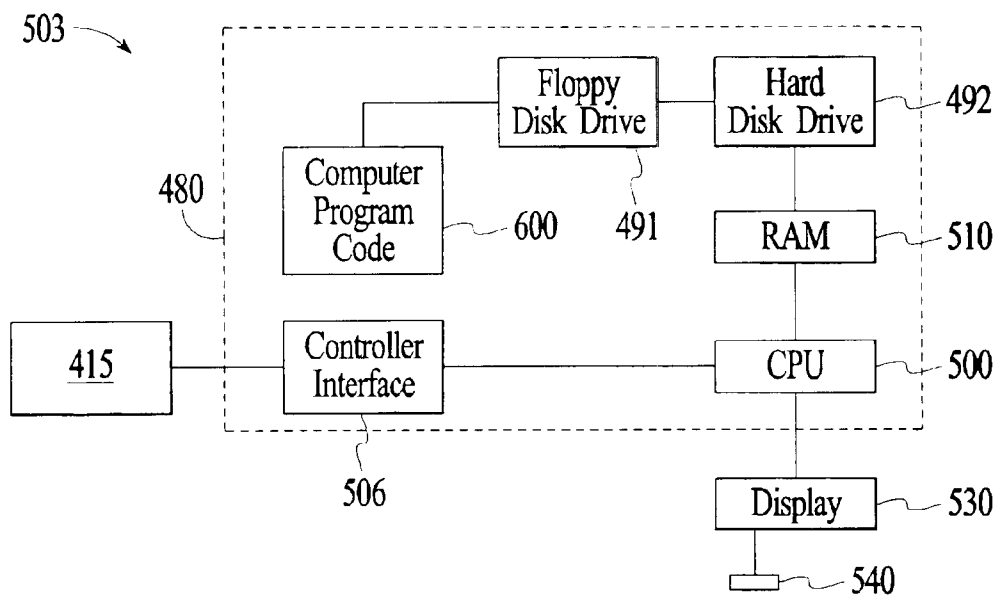 503
Floppy
Disk Drive
Hard
Disk Drive
492
Computer
Program
Code
480
600
491
RAM
510
415
Controller
Interface
CPU
500
506
Display
530
540